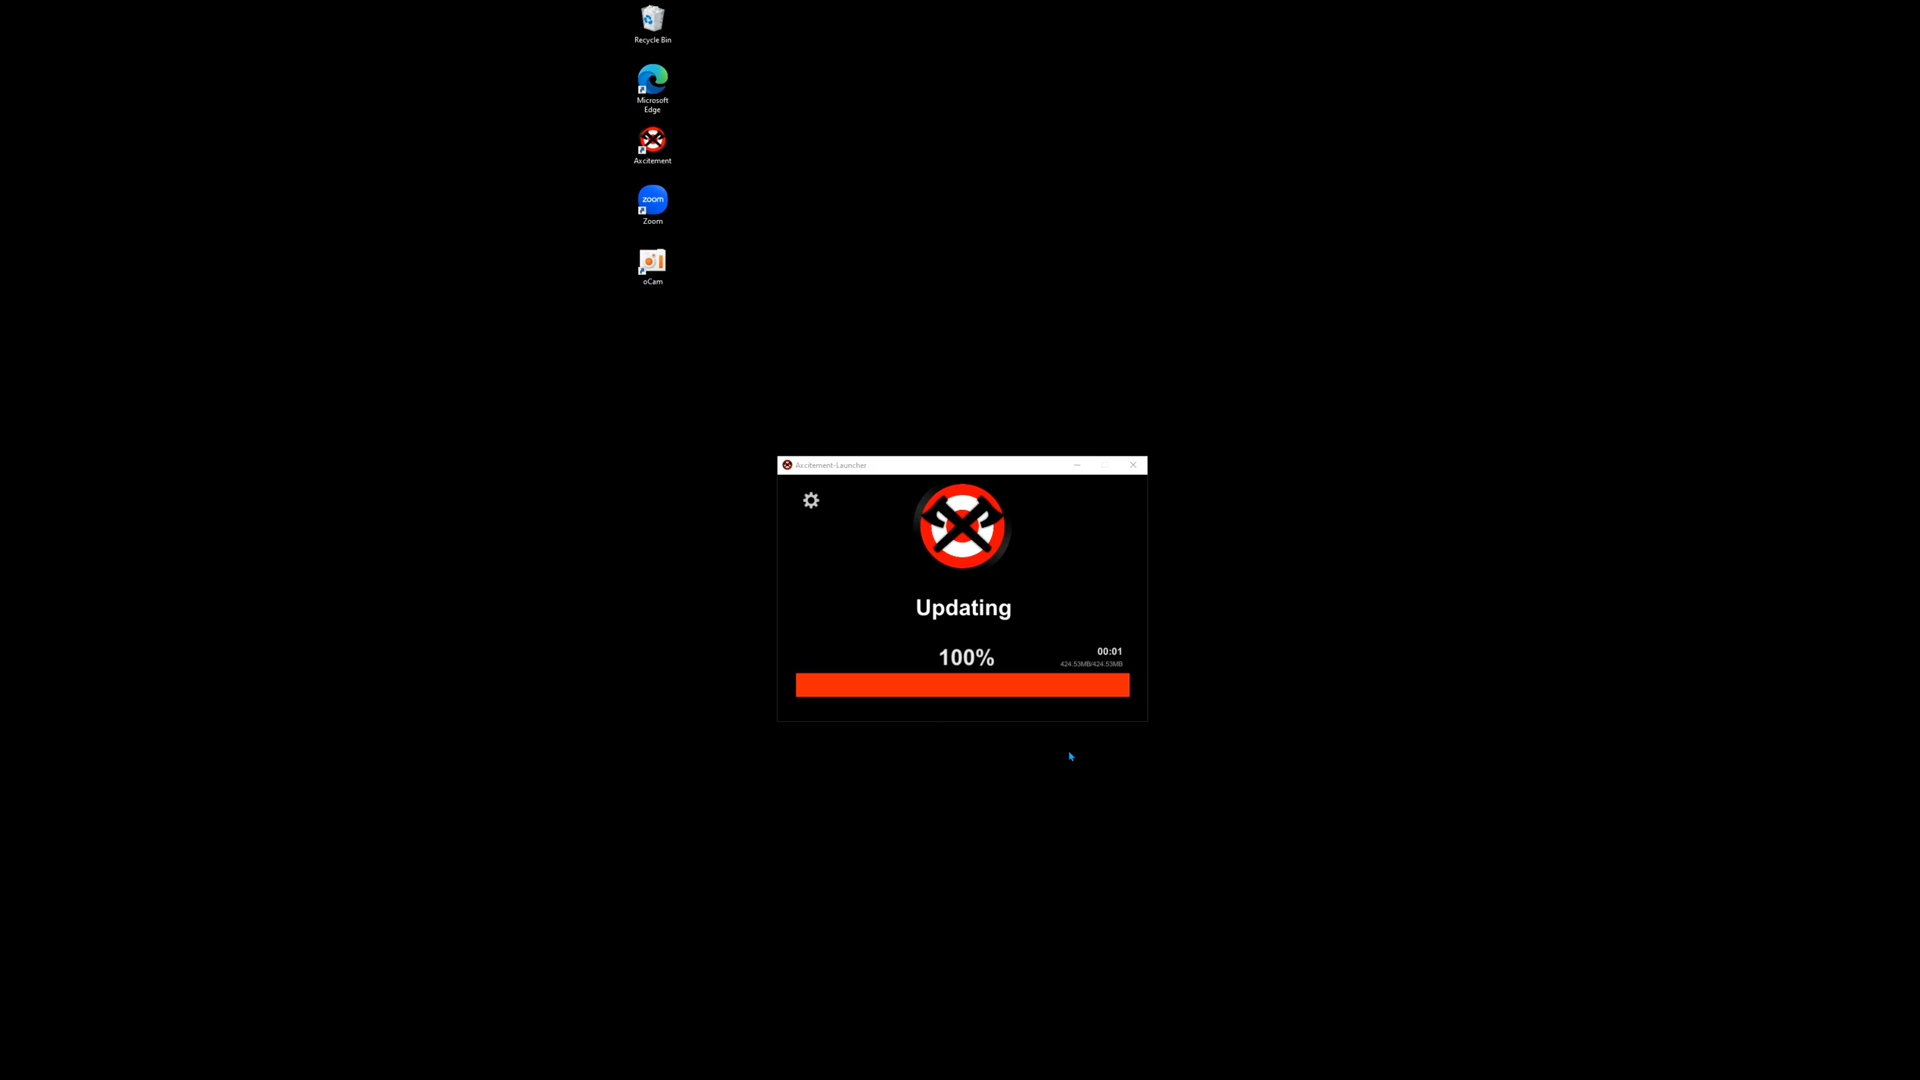 Recycle Bin
Microsoft
Edge
Axcitement
zoom
Zoom
oCam
Axcitement-Launcher
Updating
100%
00:01
424.53MB/424.53MB